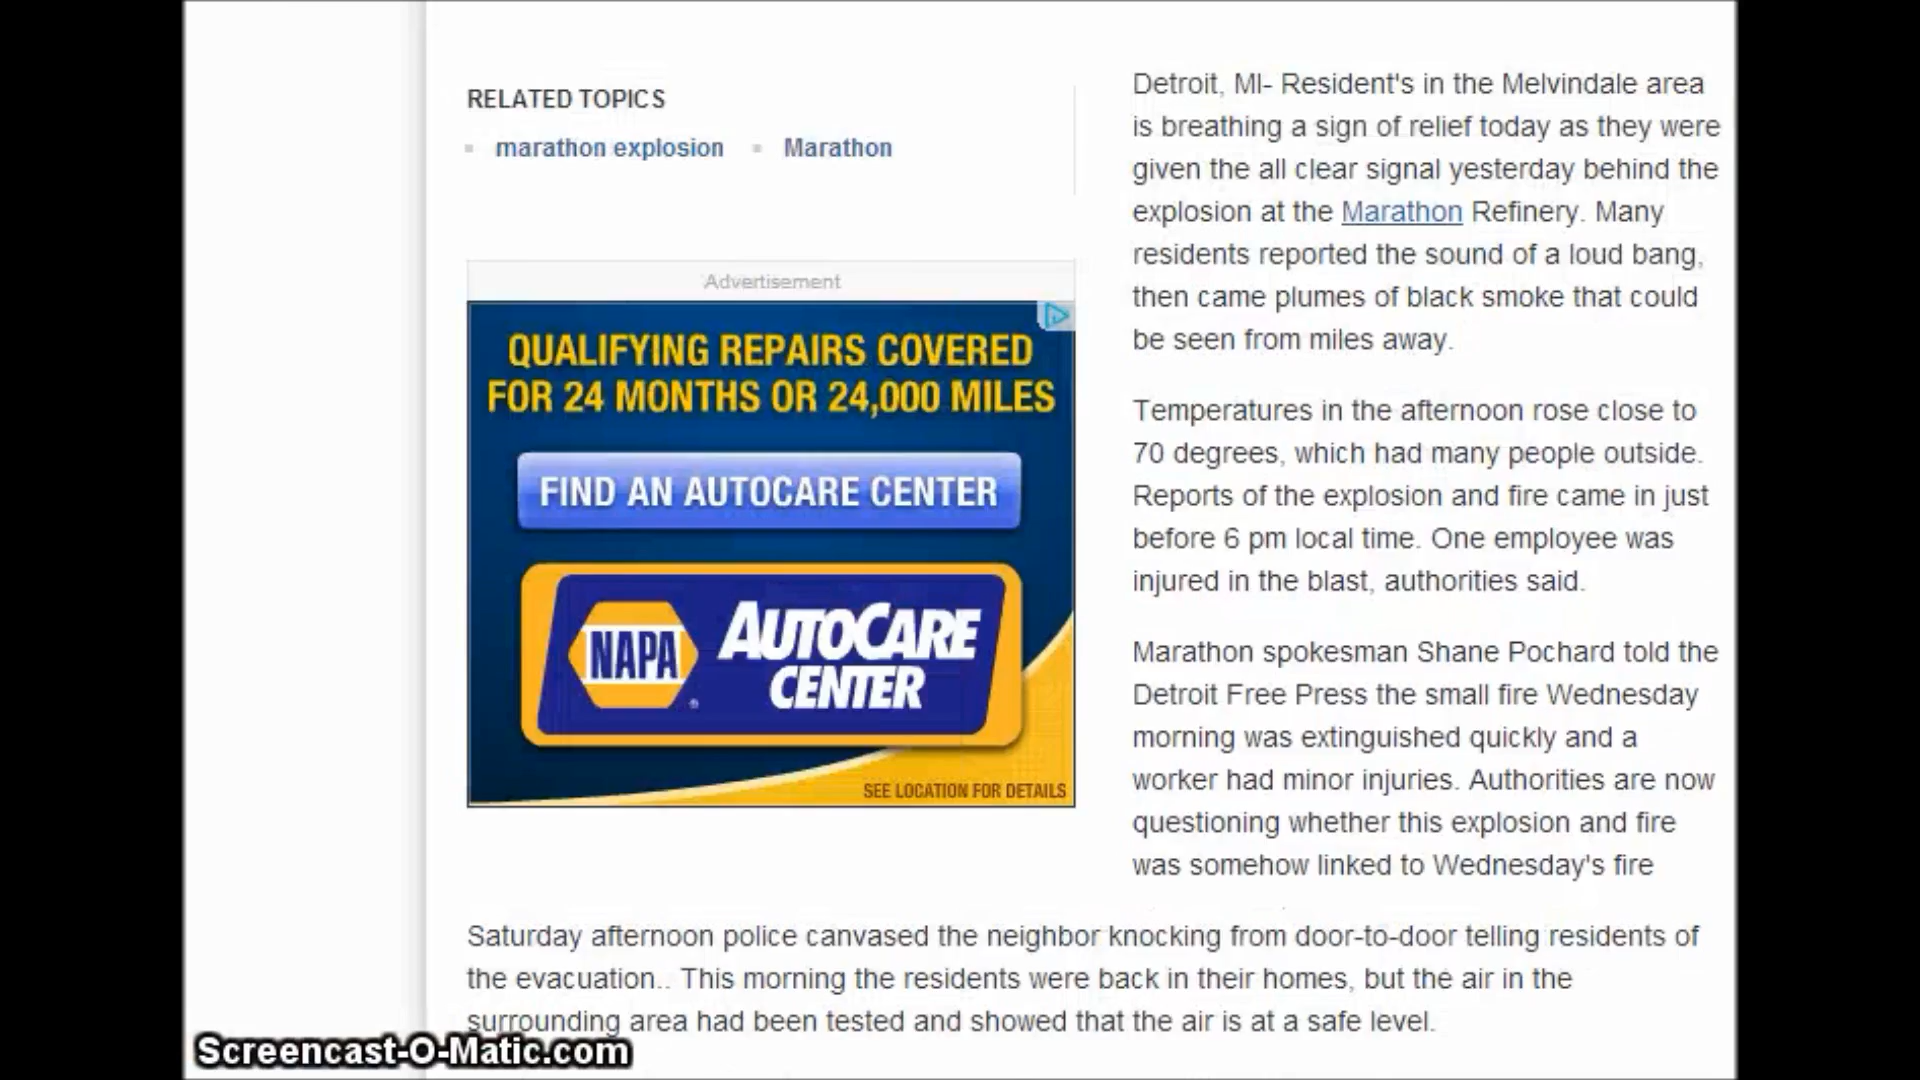 RELATED TOPICS
marathon explosion
Marathon
Advertisement
QUALIFYING REPAIRS COVERED
FOR 24 MONTHS OR 24,000 MILES
FIND AN AUTOCARE CENTER
NAPA
AUTOCARE
CENTER
SEE LOCATION FOR DETAILS
Detroit, MI- Resident's in the Melvindale area
is breathing a sign of relief today as they were
given the all clear signal yesterday behind the
explosion at the Marathon Refinery. Many
residents reported the sound of a loud bang,
then came plumes of black smoke that could
be seen from miles away.
Temperatures in the afternoon rose close to
70 degrees, which had many people outside.
Reports of the explosion and fire came in just
before 6 pm local time. One employee was
injured in the blast, authorities said.
Marathon spokesman Shane Pochard told the
Detroit Free Press the small fire Wednesday
morning was extinguished quickly and a
worker had minor injuries. Authorities are now
questioning whether this explosion and fire
was somehow linked to Wednesday's fire
Saturday afternoon police canvased the neighbor knocking from door-to-door telling residents of
the evacuation.. This morning the residents were back in their homes, but the air in the
surrounding area had been tested and showed that the air is at a safe level.
Screencast-O-Matic.com